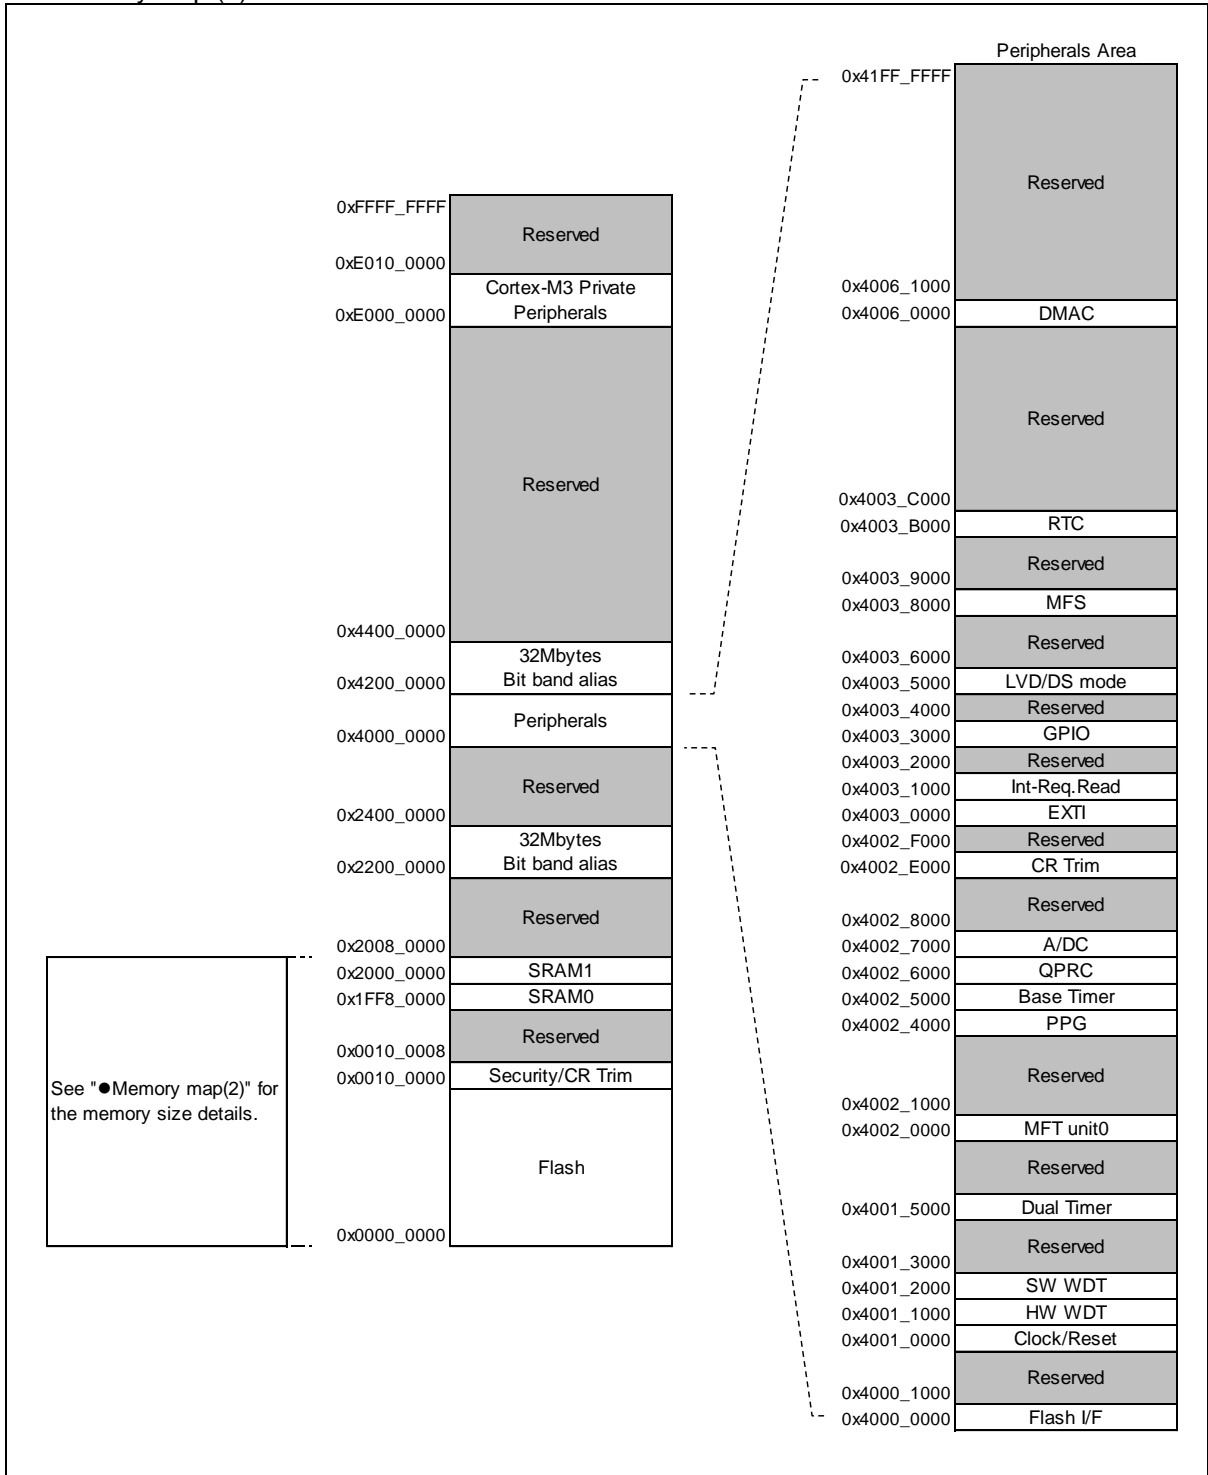 0xFFFF_FFFF
Reserved
0xE010_0000
Cortex-M3 Private
Peripherals
0xE000_0000
Reserved
0x4400_0000
32Mbytes
Bit band alias
0x4200_0000
Peripherals
0x4000_0000
Reserved
0x2400_0000
32Mbytes
Bit band alias
0x2200_0000
Reserved
0x2008_0000
SRAM1
0x2000_0000
SRAM0
0x1FF8_0000
Reserved
0x0010_0008
Security/CR Trim
0x0010_0000
Flash
0x0000_0000
See "●Memory map(2)" for
the memory size details.
Peripherals Area
0x41FF_FFFF
Reserved
0x4006_1000
0x4006_0000 DMAC
Reserved
0x4003_C000
0x4003_B000 RTC
Reserved
0x4003_9000
0x4003_8000 MFS
Reserved
0x4003_6000
0x4003_5000 LVD/DS mode
0x4003_4000 Reserved
0x4003_3000 GPIO
0x4003_2000 Reserved
0x4003_1000 Int-Req.Read
0x4003_0000 EXTI
0x4002_F000 Reserved
0x4002_E000 CR Trim
Reserved
0x4002_8000
0x4002_7000 A/DC
0x4002_6000 QPRC
0x4002_5000 Base Timer
0x4002_4000 PPG
Reserved
0x4002_1000
0x4002_0000 MFT unit0
Reserved
0x4001_5000 Dual Timer
Reserved
0x4001_3000
0x4001_2000 SW WDT
0x4001_1000 HW WDT
0x4001_0000 Clock/Reset
Reserved
0x4000_1000
0x4000_0000 Flash I/F